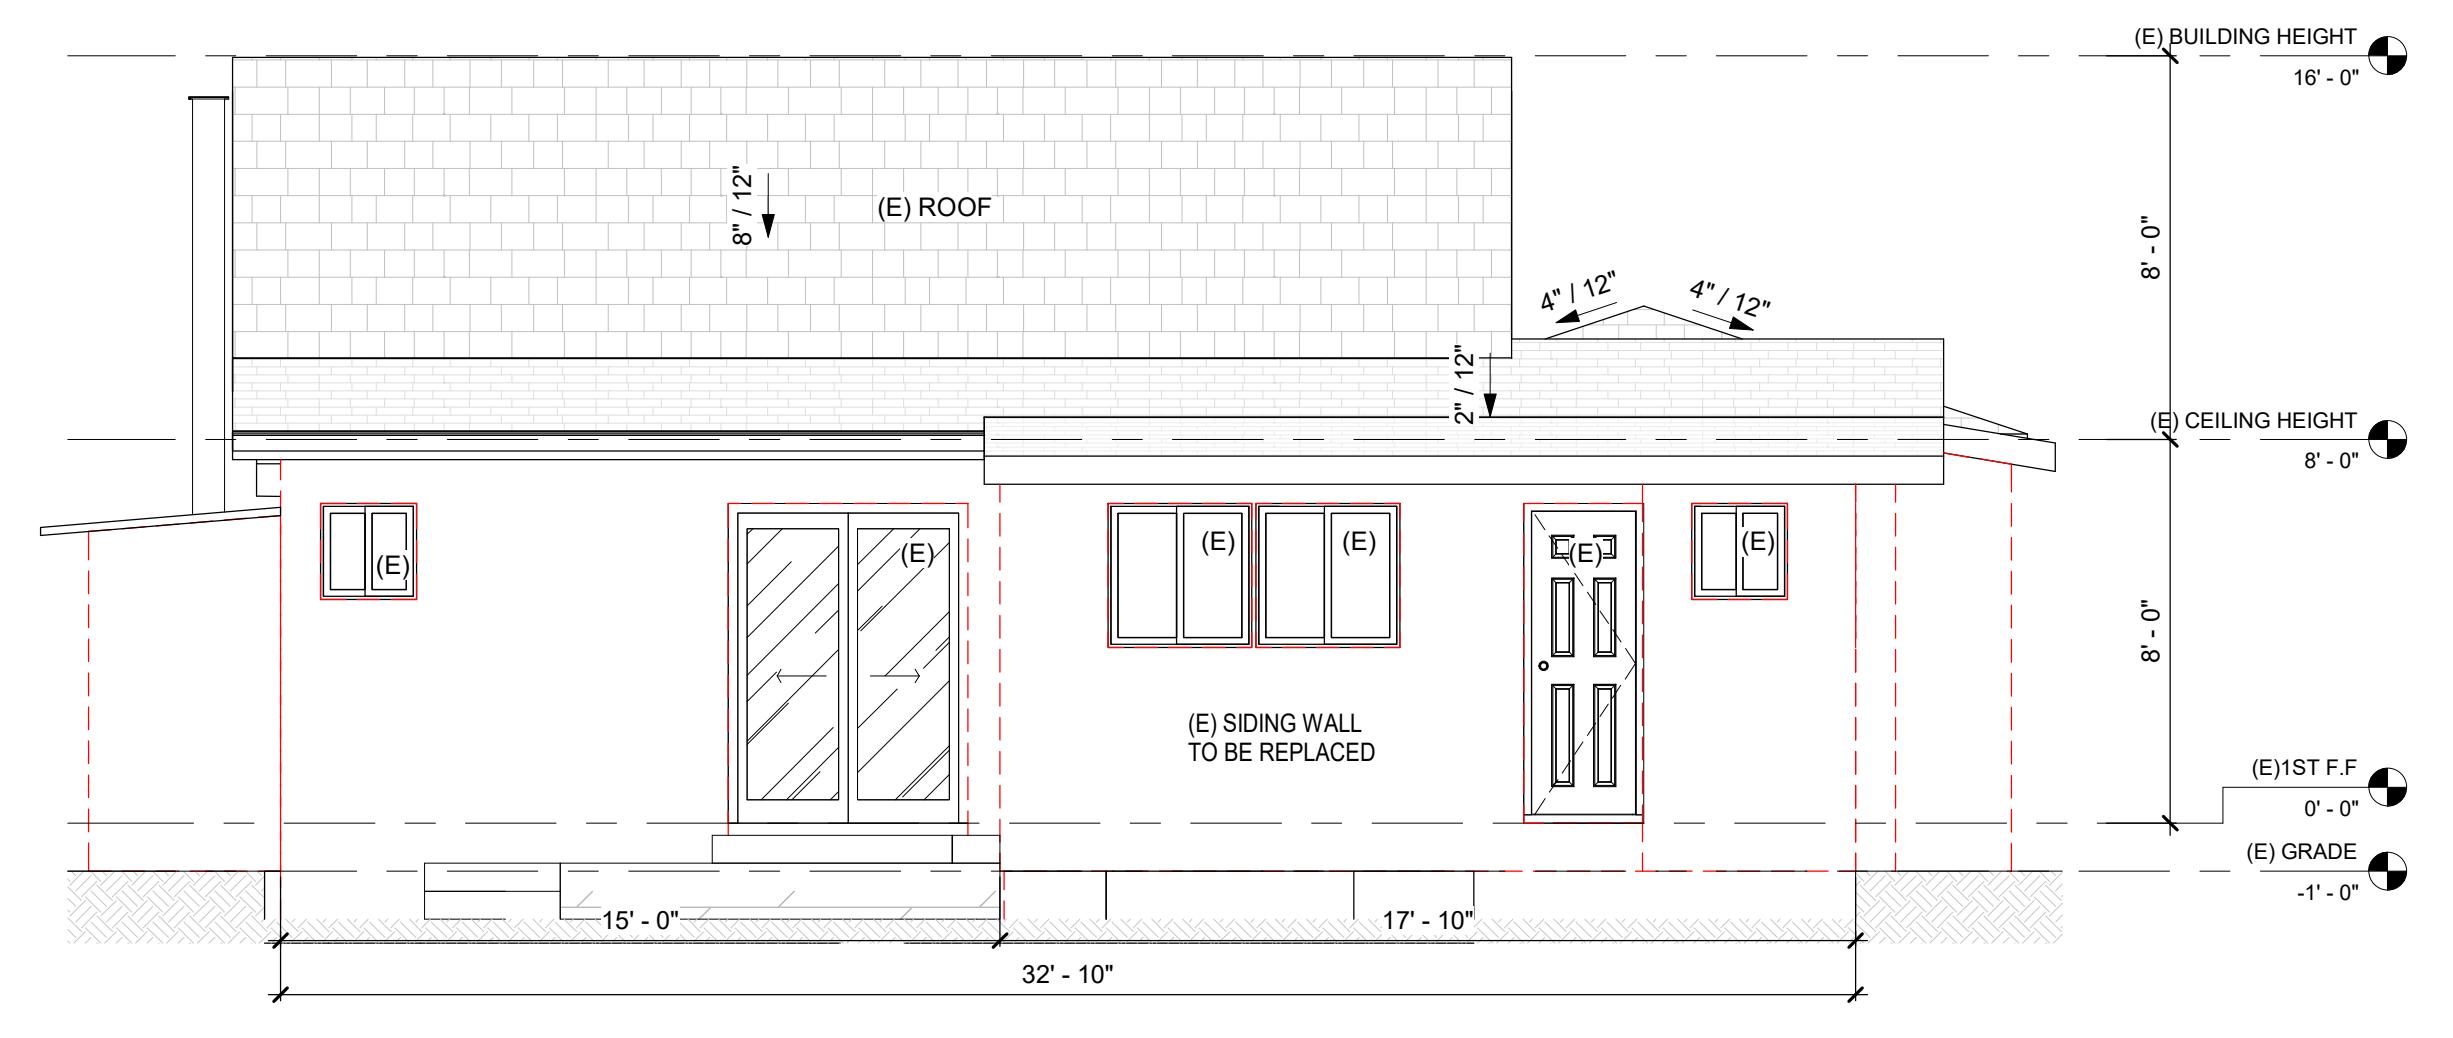 (E) BUILDING HEIGHT
16' - 0"
8" / 12"
(E) ROOF
8' - 0"
4" / 12"
4" / 12"
2" / 12"
(E) CEILING HEIGHT
8' - 0"
(E)
(E)
(E)
(E)
(E)
(E)
8' - 0"
(E) SIDING WALL
TO BE REPLACED
(E)1ST F.F
0' - 0"
(E) GRADE
-1' - 0"
15' - 0"
17' - 10"
32' - 10"